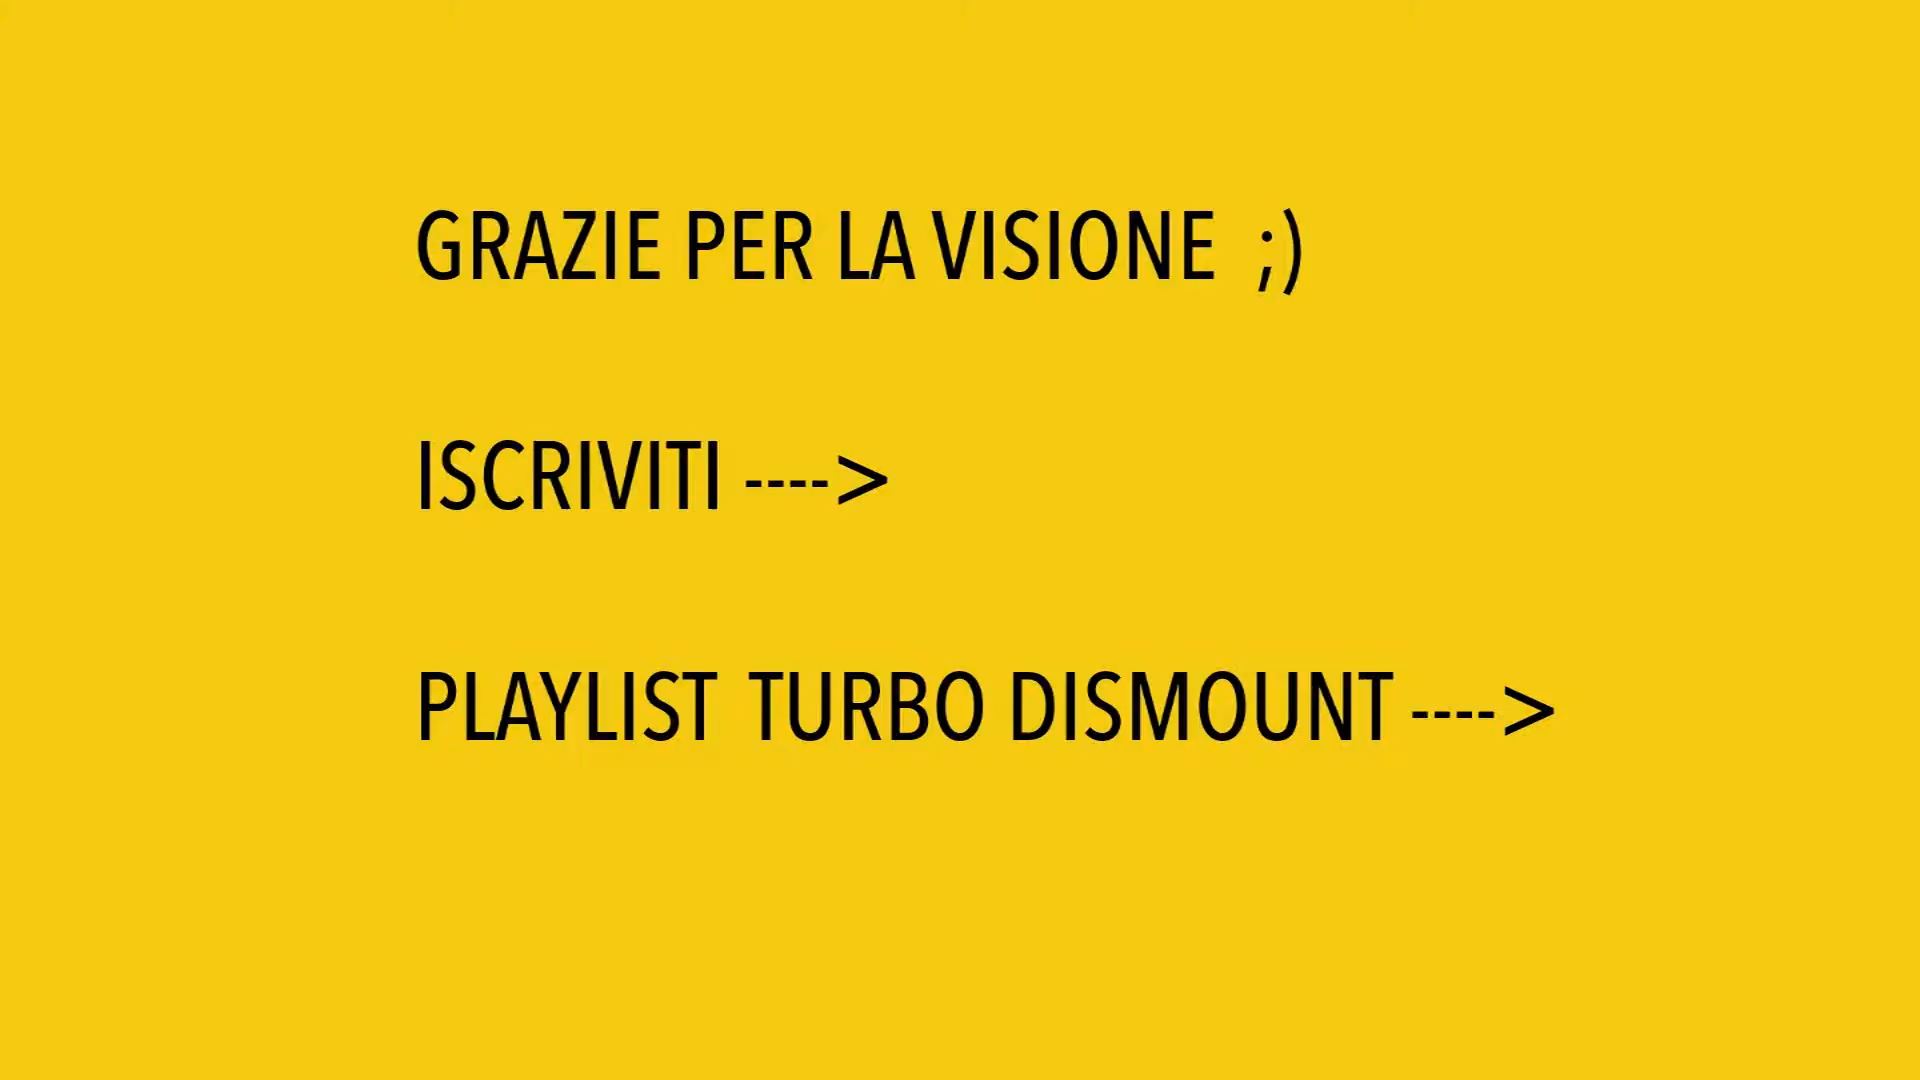 GRAZIE PER LA VISIONE  ;)
ISCRIVITI ---->
PLAYLIST  TURBO DISMOUNT ---->